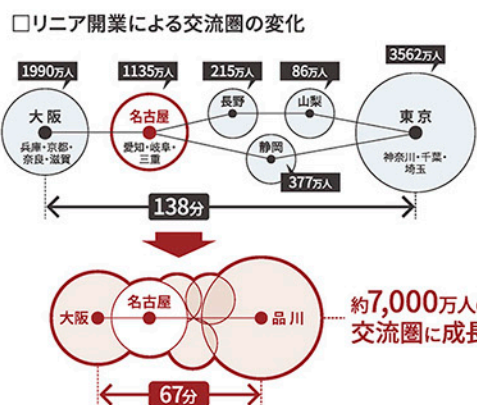 □リニア開業による交流圏の変化
1990万人
1135万人
215万人
86万人
3562万人
大阪
兵庫・京都・
奈良・滋賀
名古屋
愛知・岐阜・
三重
長野
山梨
静岡
377万人
東京
神奈川・千葉・
埼玉
138分
大阪
名古屋
品川
約7,000万人
交流圏に成長
67分